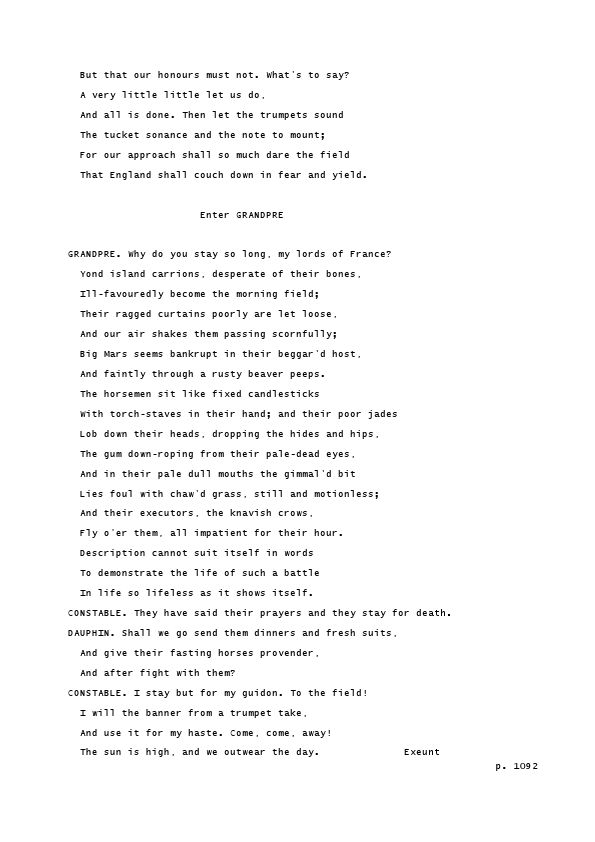 But that our honours must not. What's to say?
A very little little let us do,
And all is done. Then let the trumpets sound
The tucket sonance and the note to mount;
For our approach shall so much dare the field
That England shall couch down in fear and yield.
Enter GRANDPRE
GRANDPRE. Why do you stay so long, my lords of France?
Yond island carrions, desperate of their bones,
Ill-favouredly become the morning field;
Their ragged curtains poorly are let loose,
And our air shakes them passing scornfully;
Big Mars seems bankrupt in their beggar'd host,
And faintly through a rusty beaver peeps.
The horsemen sit like fixed candlesticks
With torch-staves in their hand; and their poor jades
Lob down their heads, dropping the hides and hips,
The gum down-roping from their pale-dead eyes,
And in their pale dull mouths the gimmal'd bit
Lies foul with chaw'd grass, still and motionless;
And their executors, the knavish crows,
Fly o'er them, all impatient for their hour.
Description cannot suit itself in words
To demonstrate the life of such a battle
In life so lifeless as it shows itself.
CONSTABLE. They have said their prayers and they stay for death.
DAUPHIN. Shall we go send them dinners and fresh suits,
And give their fasting horses provender,
And after fight with them?
CONSTABLE. I stay but for my guidon. To the field!
I will the banner from a trumpet take,
And use it for my haste. Come, come, away!
The sun is high, and we outwear the day. Exeunt
p. 1092